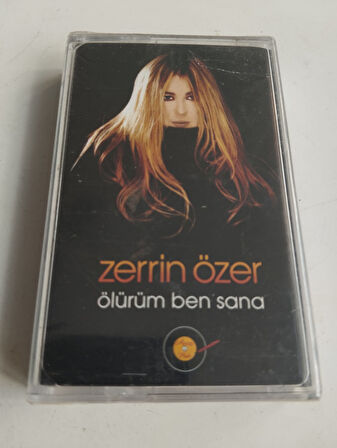 zerrin özer
ölürüm ben sana